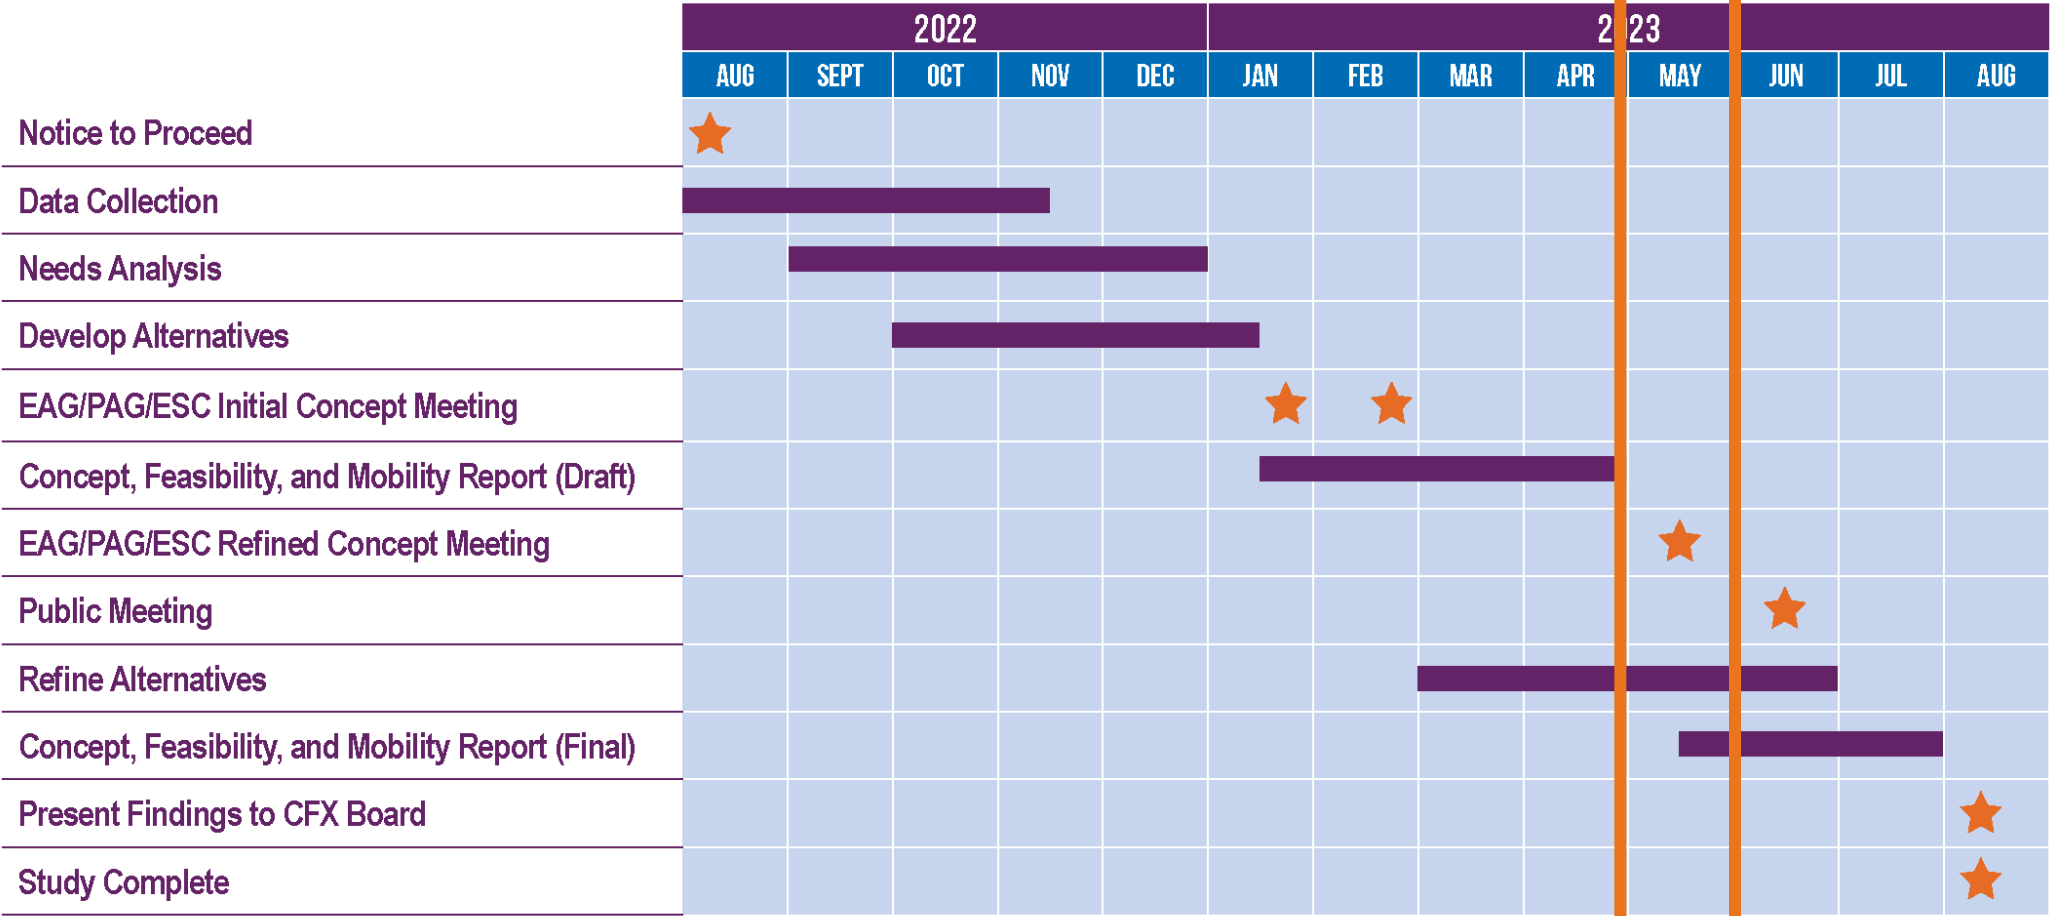 2022 2023
AUG SEPT OCT NOV DEC JAN FEB MAR APR MAY JUN JUL AUG
Notice to Proceed
Data Collection
Needs Analysis
Develop Alternatives
EAG/PAG/ESC Initial Concept Meeting
Concept, Feasibility, and Mobility Report (Draft)
EAG/PAG/ESC Refined Concept Meeting
Public Meeting
Refine Alternatives
Concept, Feasibility, and Mobility Report (Final)
Present Findings to CFX Board
Study Complete